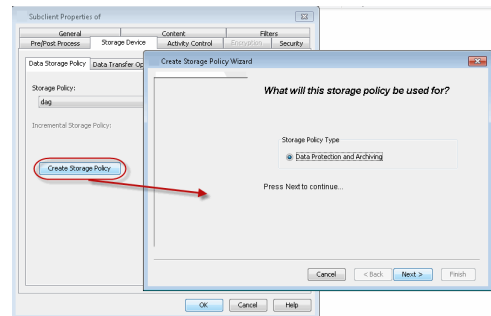 Subclient Properties of
General Content Filters
Pre/Post Process Storage Device Activity Control Encryption Security
Data Storage Policy Data Transfer Op
Storage Policy:
dag
Incremental Storage Policy:
Create Storage Policy
OK Cancel Help
Create Storage Policy Wizard
What will this storage policy be used for?
Storage Policy Type
Data Protection and Archiving
Press Next to continue...
Cancel < Back Next > Finish